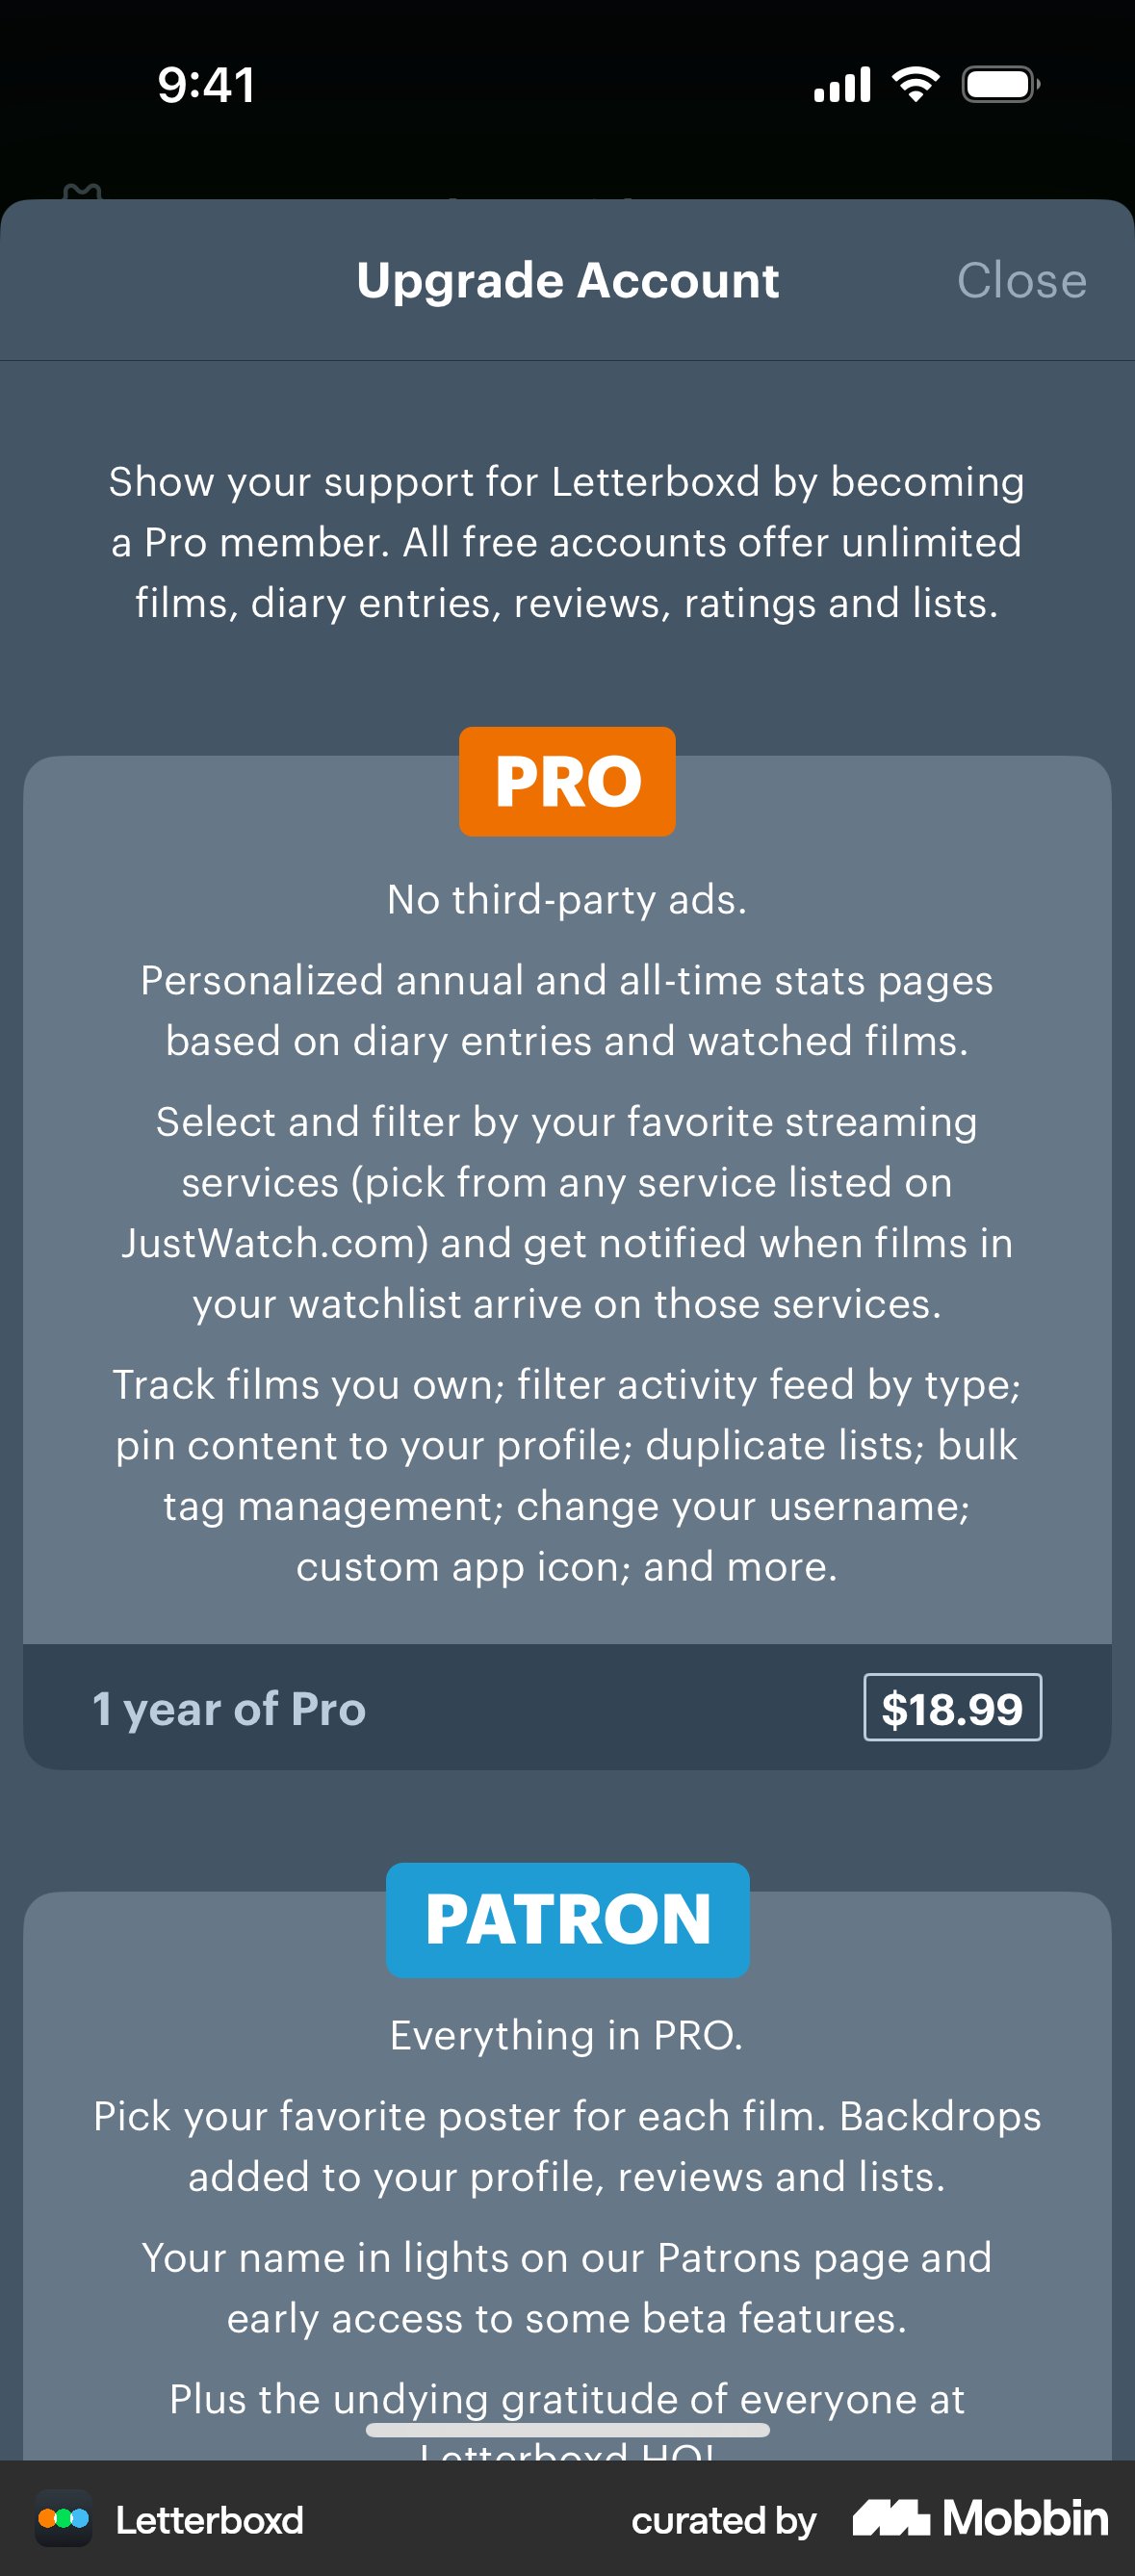 9:41
Upgrade Account
Close
Show your support for Letterboxd by becoming
a Pro member. All free accounts offer unlimited
films, diary entries, reviews, ratings and lists.
PRO
No third-party ads.
Personalized annual and all-time stats pages
based on diary entries and watched films.
Select and filter by your favorite streaming
services (pick from any service listed on
JustWatch.com) and get notified when films in
your watchlist arrive on those services.
Track films you own; filter activity feed by type;
pin content to your profile; duplicate lists; bulk
tag management; change your username;
custom app icon; and more.
1 year of Pro
$18.99
PATRON
Everything in PRO.
Pick your favorite poster for each film. Backdrops
added to your profile, reviews and lists.
Your name in lights on our Patrons page and
early access to some beta features.
Plus the undying gratitude of everyone at
Letterboxd HQ!
Letterboxd
curated by
Mobbin